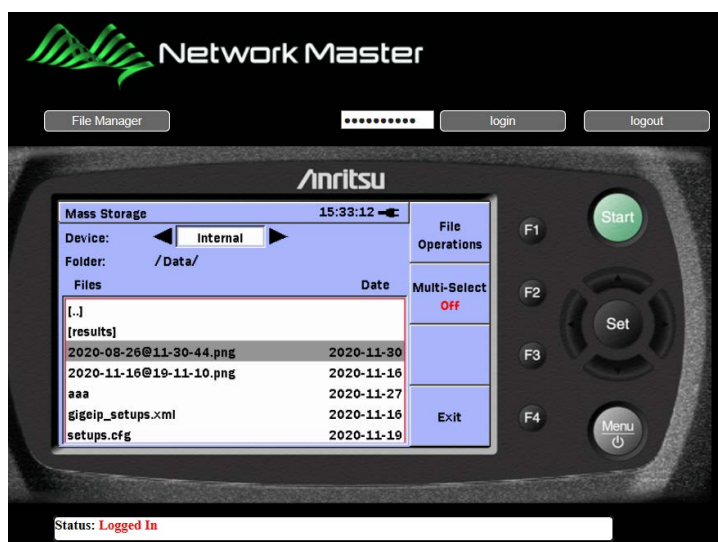 Network Master
File Manager
login
logout
Anritsu
Mass Storage 15:33:12
Device: Internal
Folder: /Data/
Files Date
[..]
[results]
2020-08-26@11-30-44.png 2020-11-30
2020-11-16@19-11-10.png 2020-11-16
aaa 2020-11-27
gigeip_setups.xml 2020-11-16
setups.cfg 2020-11-19
File
Operations
Multi-Select
Off
Exit
F1
F2
F3
F4
Start
Set
Menu
Status: Logged In